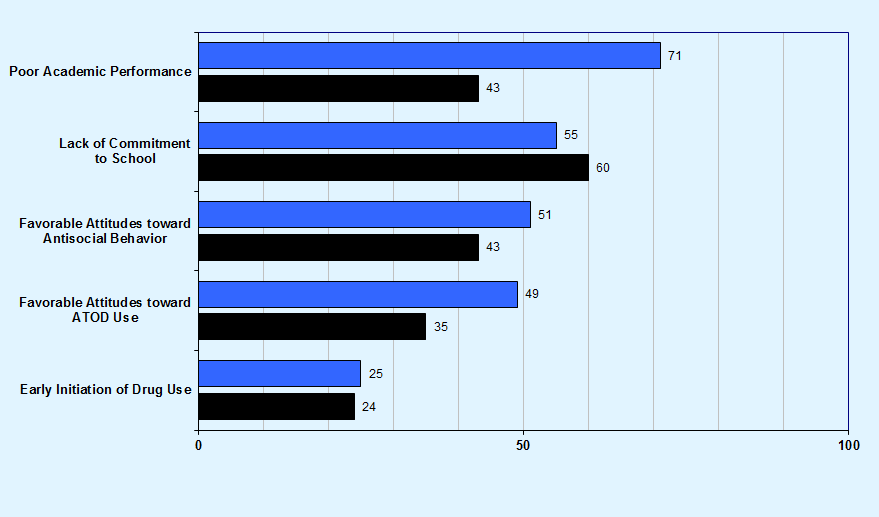 Poor Academic Performance
71
43
Lack of Commitment
to School
55
60
Favorable Attitudes toward
Antisocial Behavior
51
43
Favorable Attitudes toward
ATOD Use
49
35
Early Initiation of Drug Use
25
24
0
50
100